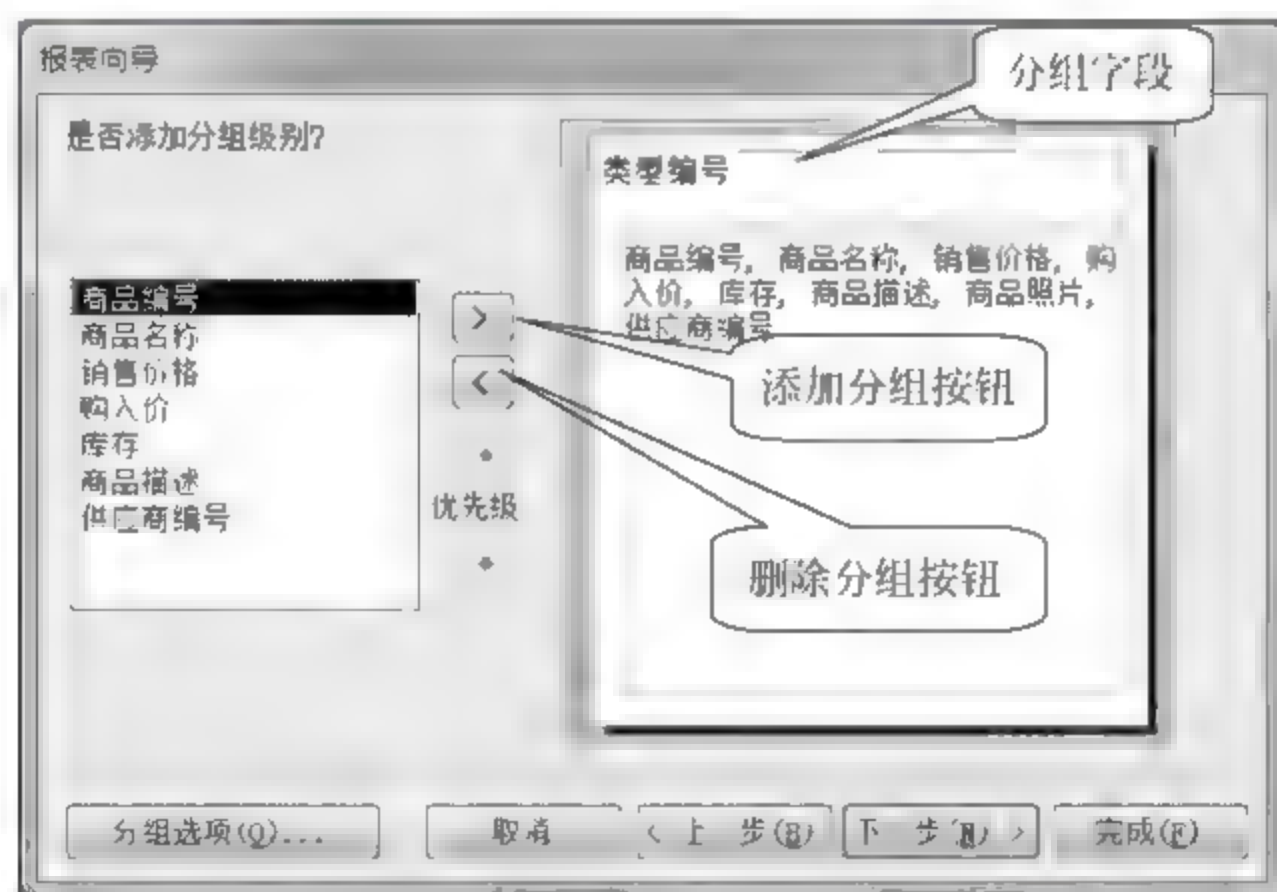 报表向导
分组字段
是否添加分组级别?
类型编号
商品编号, 商品名称, 销售价格, 购
入价, 库存, 商品描述, 商品照片,
供应商编号
商品编号
商品名称
销售价格
购入价
库存
商品描述
供应商编号
>
<
优先级
添加分组按钮
删除分组按钮
分组选项(O)...
取消
< 上一步(B)
下一步(N) >
完成(F)